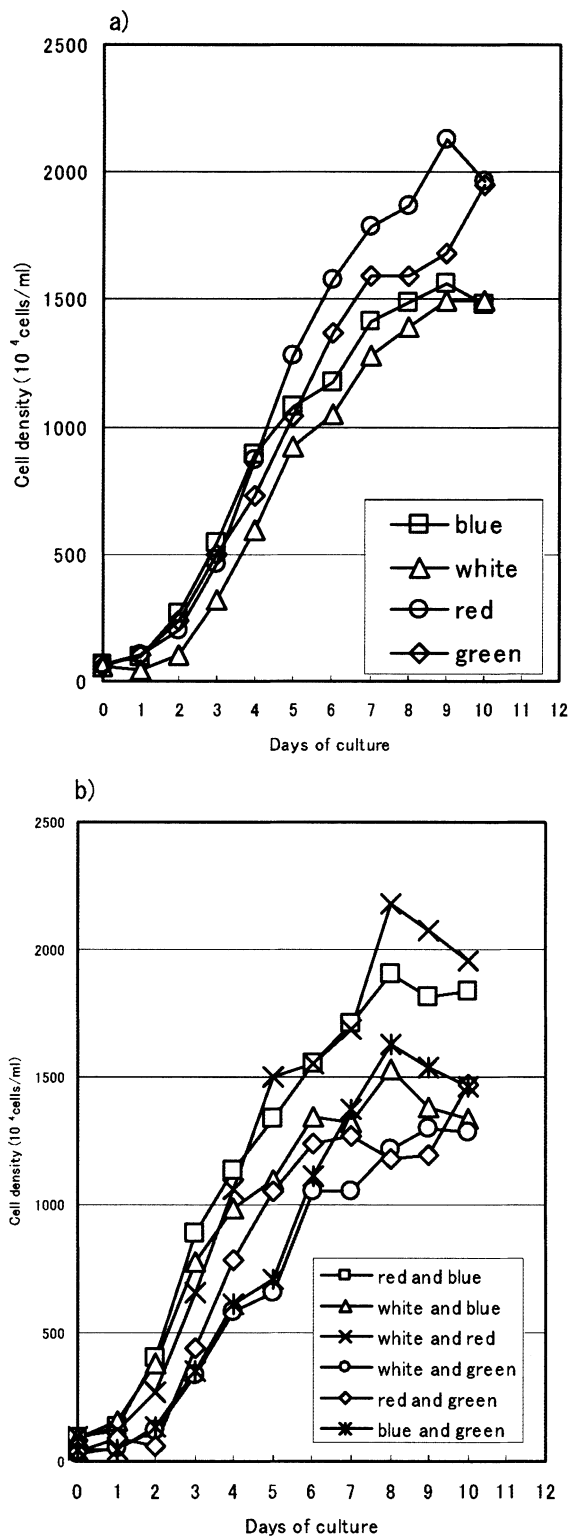 a)
2500
2000
1500
1000
500
0
Cell density (10 ⁴cells/ml)
blue
white
red
green
0 1 2 3 4 5 6 7 8 9 10 11 12
Days of culture
b)
2500
2000
1500
1000
500
0
Cell density (10 ⁴cells/ml)
red and blue
white and blue
white and red
white and green
red and green
blue and green
0 1 2 3 4 5 6 7 8 9 10 11 12
Days of culture